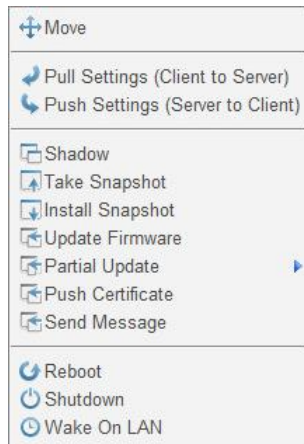 Move
Pull Settings (Client to Server)
Push Settings (Server to Client)
Shadow
Take Snapshot
Install Snapshot
Update Firmware
Partial Update
Push Certificate
Send Message
Reboot
Shutdown
Wake On LAN